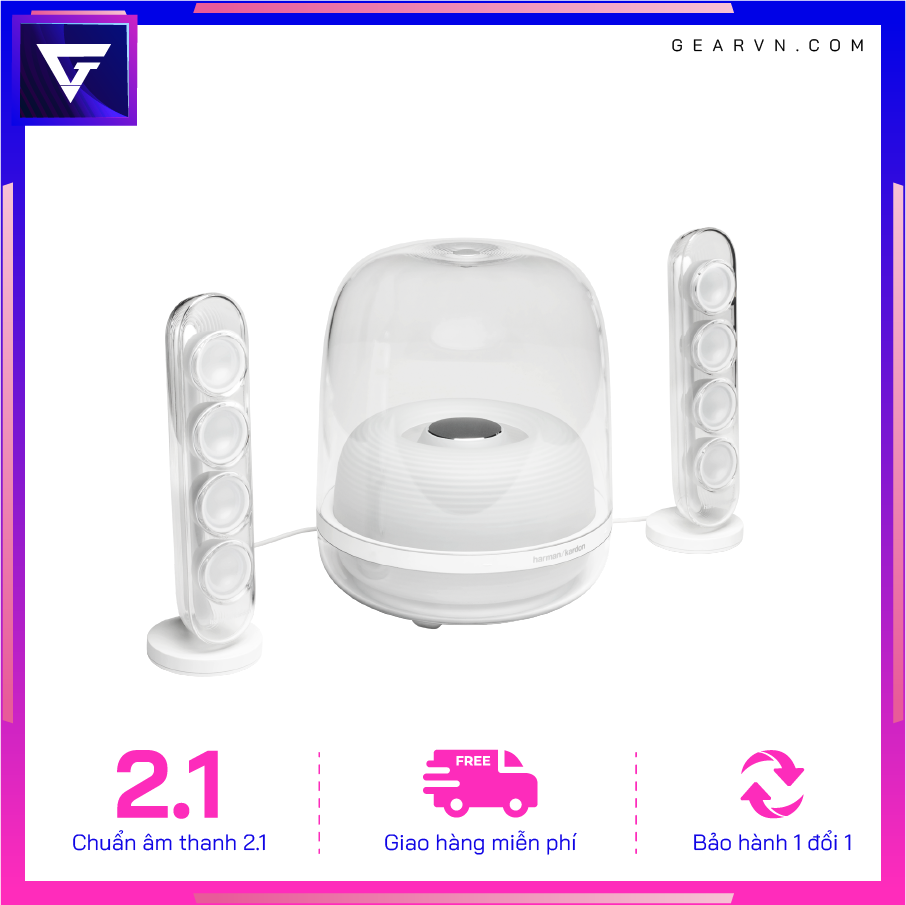 GEARVN.COM
harman/kardon
2.1
Chuẩn âm thanh 2.1
FREE
Giao hàng miễn phí
Bảo hành 1 đổi 1